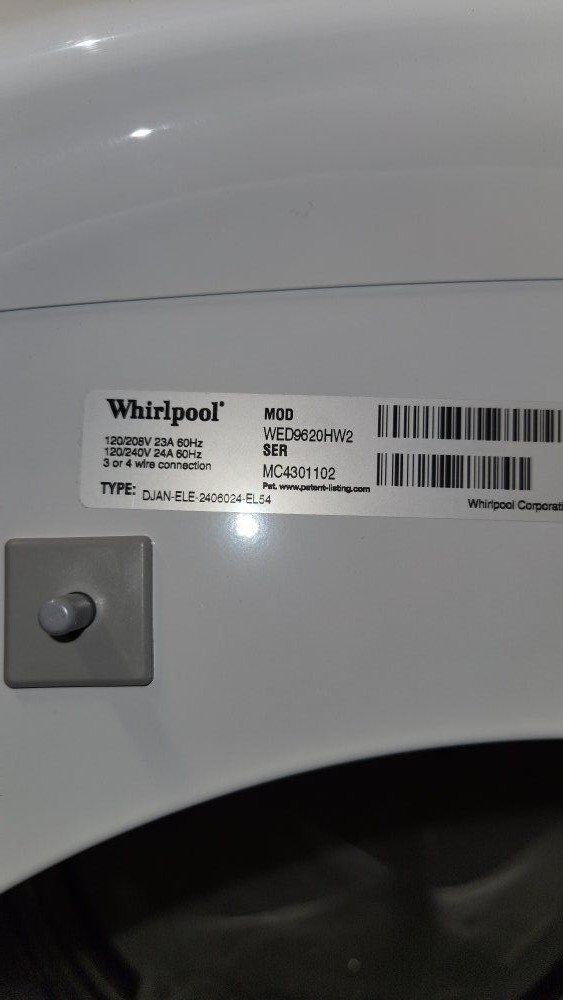 Whirlpool®
120/208V 23A 60Hz
120/240V 24A 60Hz
3 or 4 wire connection
TYPE: DJAN-ELE-2406024-EL54
MOD
WED9620HW2
SER
MC4301102
Pat. www.patent-listing.com
Whirlpool Corporati